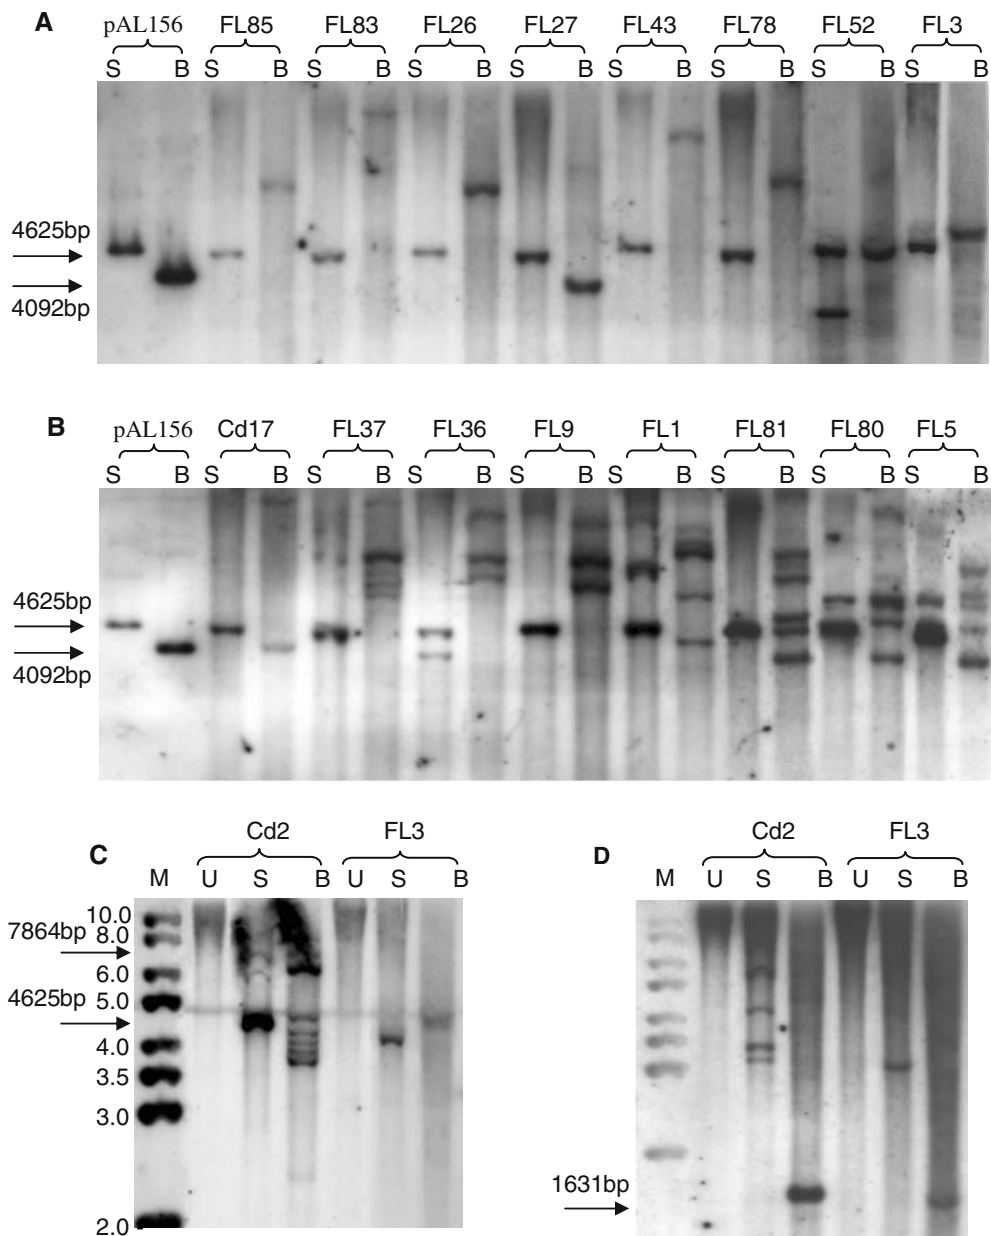 A
pAL156 FL85 FL83 FL26 FL27 FL43 FL78 FL52 FL3
S B S B S B S B S B S B S B S B S B
4625bp
4092bp
B
pAL156 Cd17 FL37 FL36 FL9 FL1 FL81 FL80 FL5
S B S B S B S B S B S B S B S B S B
4625bp
4092bp
C
Cd2 FL3
M U S B U S B
10.0
7864bp
8.0
6.0
4625bp
5.0
4.0
3.5
3.0
2.0
D
Cd2 FL3
M U S B U S B
1631bp